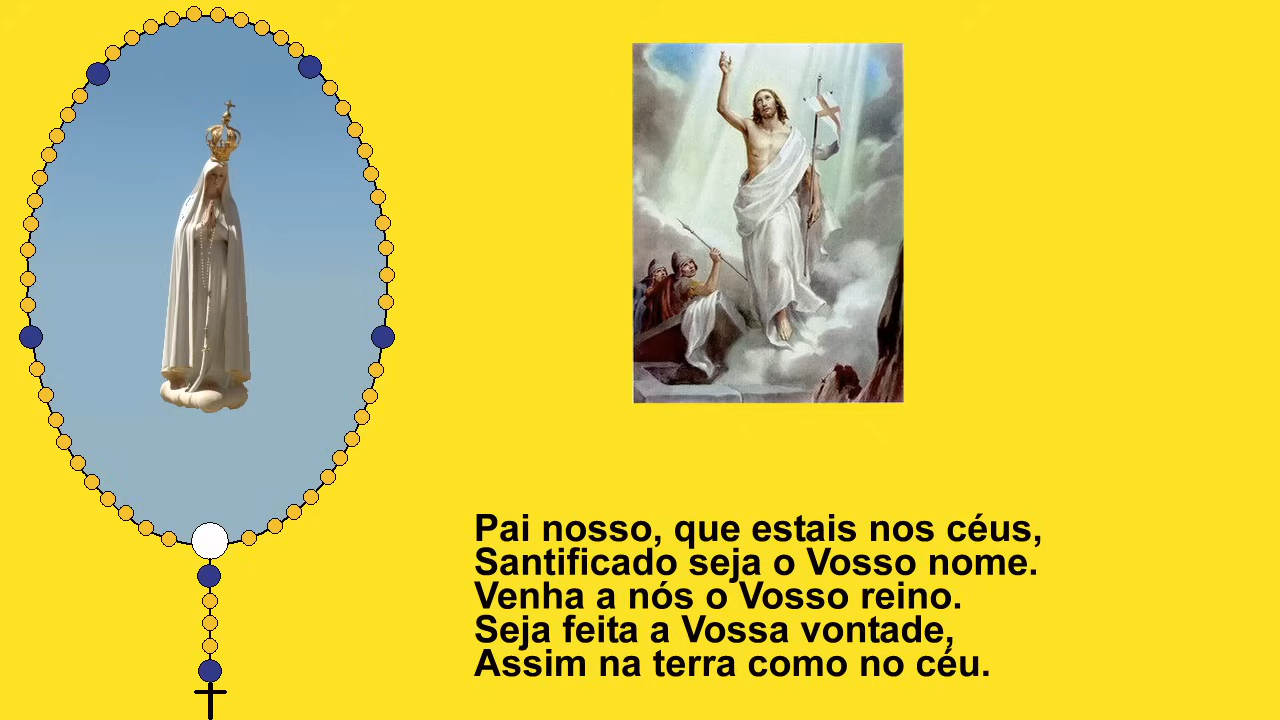 Pai nosso, que estais nos céus,
Santificado seja o Vosso nome.
Venha a nós o Vosso reino.
Seja feita a Vossa vontade,
Assim na terra como no céu.